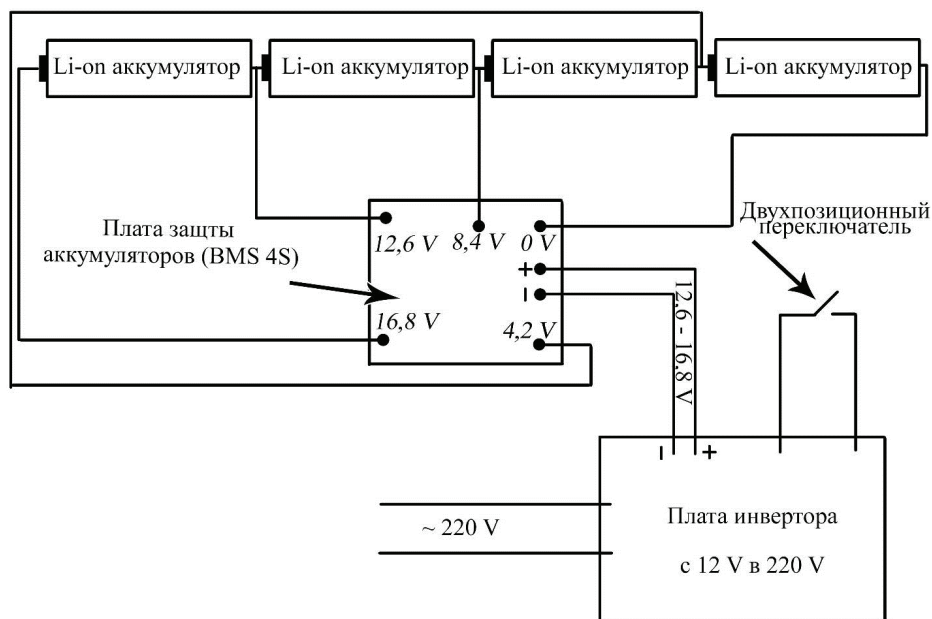 Li-on аккумулятор
Li-on аккумулятор
Li-on аккумулятор
Li-on аккумулятор
Плата защты
аккумуляторов (BMS 4S)
12,6 V
8,4 V
0 V
+
-
16,8 V
4,2 V
Двухпозиционный
переключатель
12,6 - 16,8 V
- +
~ 220 V
Плата инвертора
с 12 V в 220 V